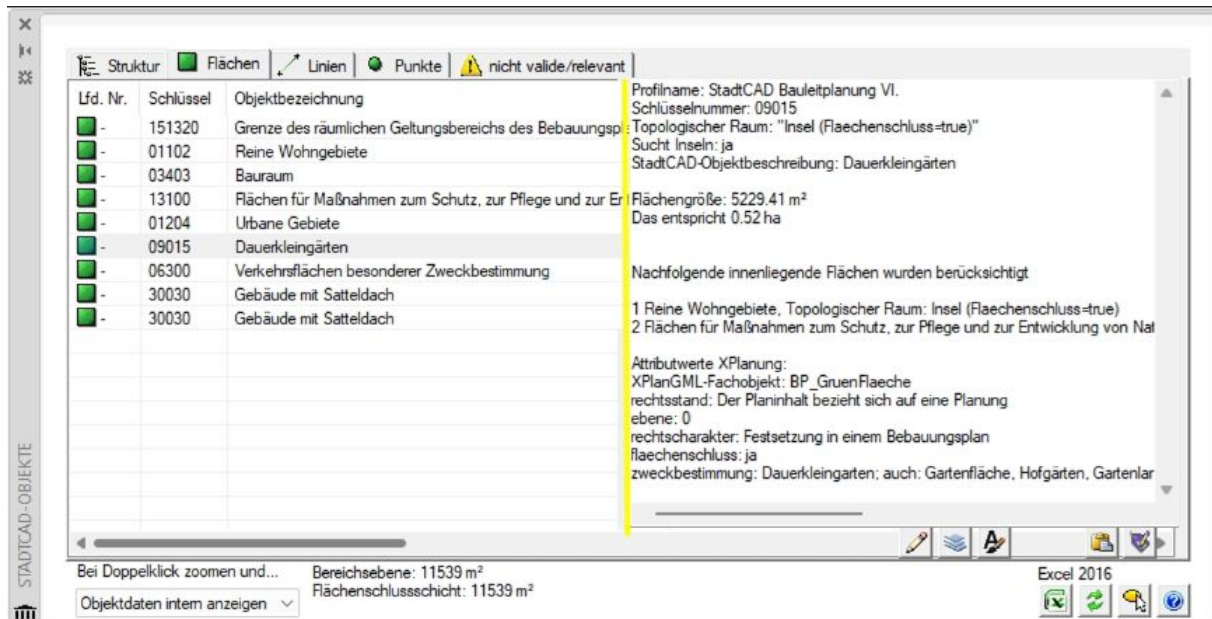 Struktur Flächen Linien Punkte nicht valide/relevant
Lfd. Nr. Schlüssel Objektbezeichnung
- 151320 Grenze des räumlichen Geltungsbereichs des
- 01102 Reine Wohngebiete
- 03403 Bauraum
- 13100 Flächen für Maßnahmen zum Schutz, zur Pflege und zur
- 01204 Urbane Gebiete
- 09015 Dauerkleingärten
- 06300 Verkehrsflächen besonderer Zweckbestimmung
- 30030 Gebäude mit Satteldach
- 30030 Gebäude mit Satteldach
Profilname: StadtCAD Bauleitplanung VI.
Schlüsselnummer: 09015
Topologischer Raum: "Insel (Flaechenschluss=true)"
Sucht Inseln: ja
StadtCAD-Objektbeschreibung: Dauerkleingärten
Flächengröße: 5229.41 m²
Das entspricht 0.52 ha
Nachfolgende innenliegende Flächen wurden berücksichtigt
1 Reine Wohngebiete, Topologischer Raum: Insel (Flaechenschluss=true)
2 Flächen für Maßnahmen zum Schutz, zur Pflege und zur Entwicklung von Nat
Attributwerte XPlanung:
XPlanGML-Fachobjekt: BP_GruenFlaeche
rechtsstand: Der Planinhalt bezieht sich auf eine Planung
ebene: 0
rechtscharakter: Festsetzung in einem Bebauungsplan
flaechenschluss: ja
zweckbestimmung: Dauerkleingarten; auch: Gartenfläche, Hofgärten, Gartenlar
STADTCAD-OBJEKTE
Bei Doppelklick zoomen und...
Objektdaten intern anzeigen
Bereichsebene: 11539 m²
Flächenschlussschicht: 11539 m²
Excel 2016